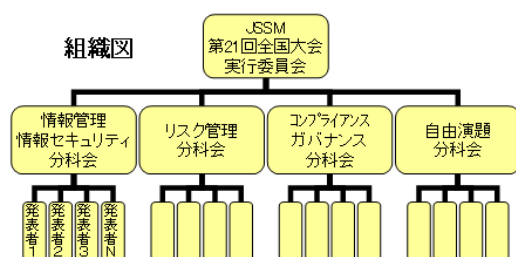 組織図
JSSM
第21回全国大会
実行委員会
情報管理
情報セキュリティ
分科会
リスク管理
分科会
コンプライアンス
ガバナンス
分科会
自由演題
分科会
発表者1
発表者2
発表者3
発表者N